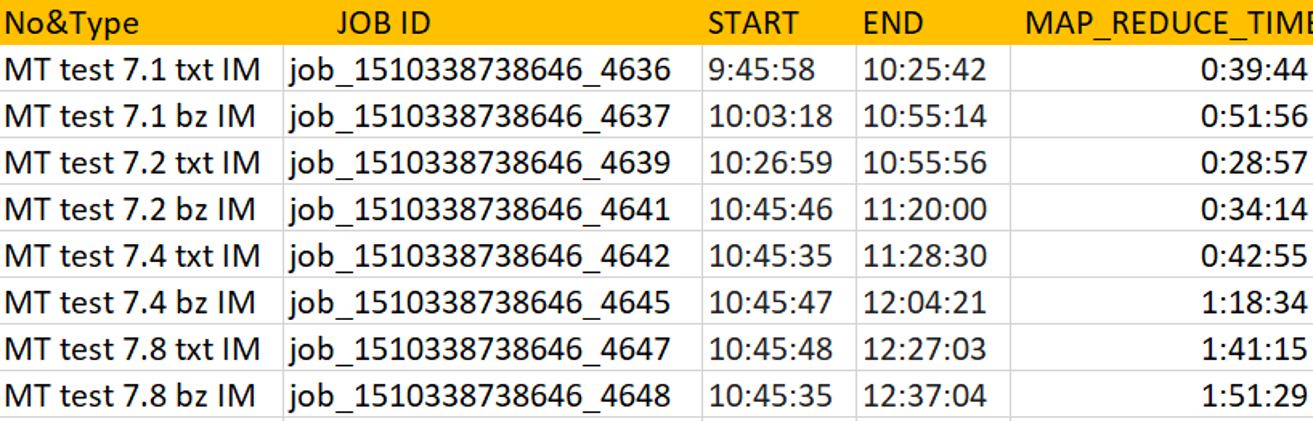 No&Type JOB ID START END MAP_REDUCE_TIME
MT test 7.1 txt IM job_1510338738646_4636 9:45:58 10:25:42 0:39:44
MT test 7.1 bz IM job_1510338738646_4637 10:03:18 10:55:14 0:51:56
MT test 7.2 txt IM job_1510338738646_4639 10:26:59 10:55:56 0:28:57
MT test 7.2 bz IM job_1510338738646_4641 10:45:46 11:20:00 0:34:14
MT test 7.4 txt IM job_1510338738646_4642 10:45:35 11:28:30 0:42:55
MT test 7.4 bz IM job_1510338738646_4645 10:45:47 12:04:21 1:18:34
MT test 7.8 txt IM job_1510338738646_4647 10:45:48 12:27:03 1:41:15
MT test 7.8 bz IM job_1510338738646_4648 10:45:35 12:37:04 1:51:29